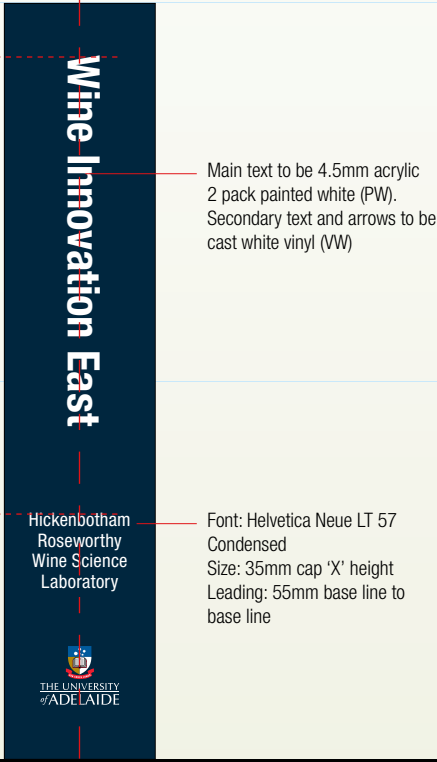 Wine Innovation East
Main text to be 4.5mm acrylic
2 pack painted white (PW).
Secondary text and arrows to be
cast white vinyl (VW)
Hickenbotham
Roseworthy
Wine Science
Laboratory
Font: Helvetica Neue LT 57
Condensed
Size: 35mm cap ‘X’ height
Leading: 55mm base line to
base line
THE UNIVERSITY
of ADELAIDE